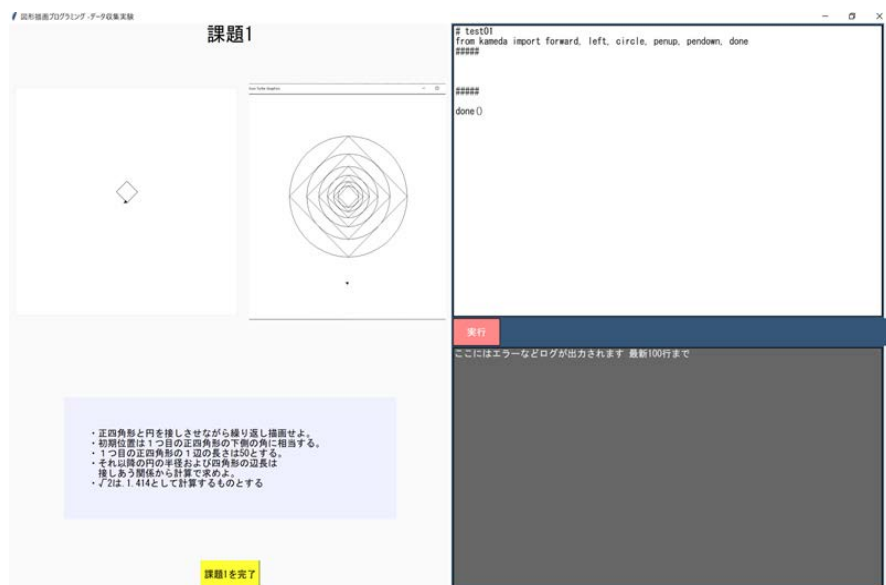 図形描画プログラミング・データ収集実験
課題1
# test01
from kameda import forward, left, circle, penup, pendown, done
#####
#####
done()
実行
ここにはエラーなどログが出力されます 最新100行まで
・正四角形と円を接しさせながら繰り返し描画せよ。
・初期位置は1つ目の正四角形の下側の角に相当する。
・1つ目の正四角形の1辺の長さは50とする。
・それ以降の円の半径および四角形の辺長は
接しあう関係から計算で求めよ。
・√2は.1.414として計算するものとする
課題1を完了